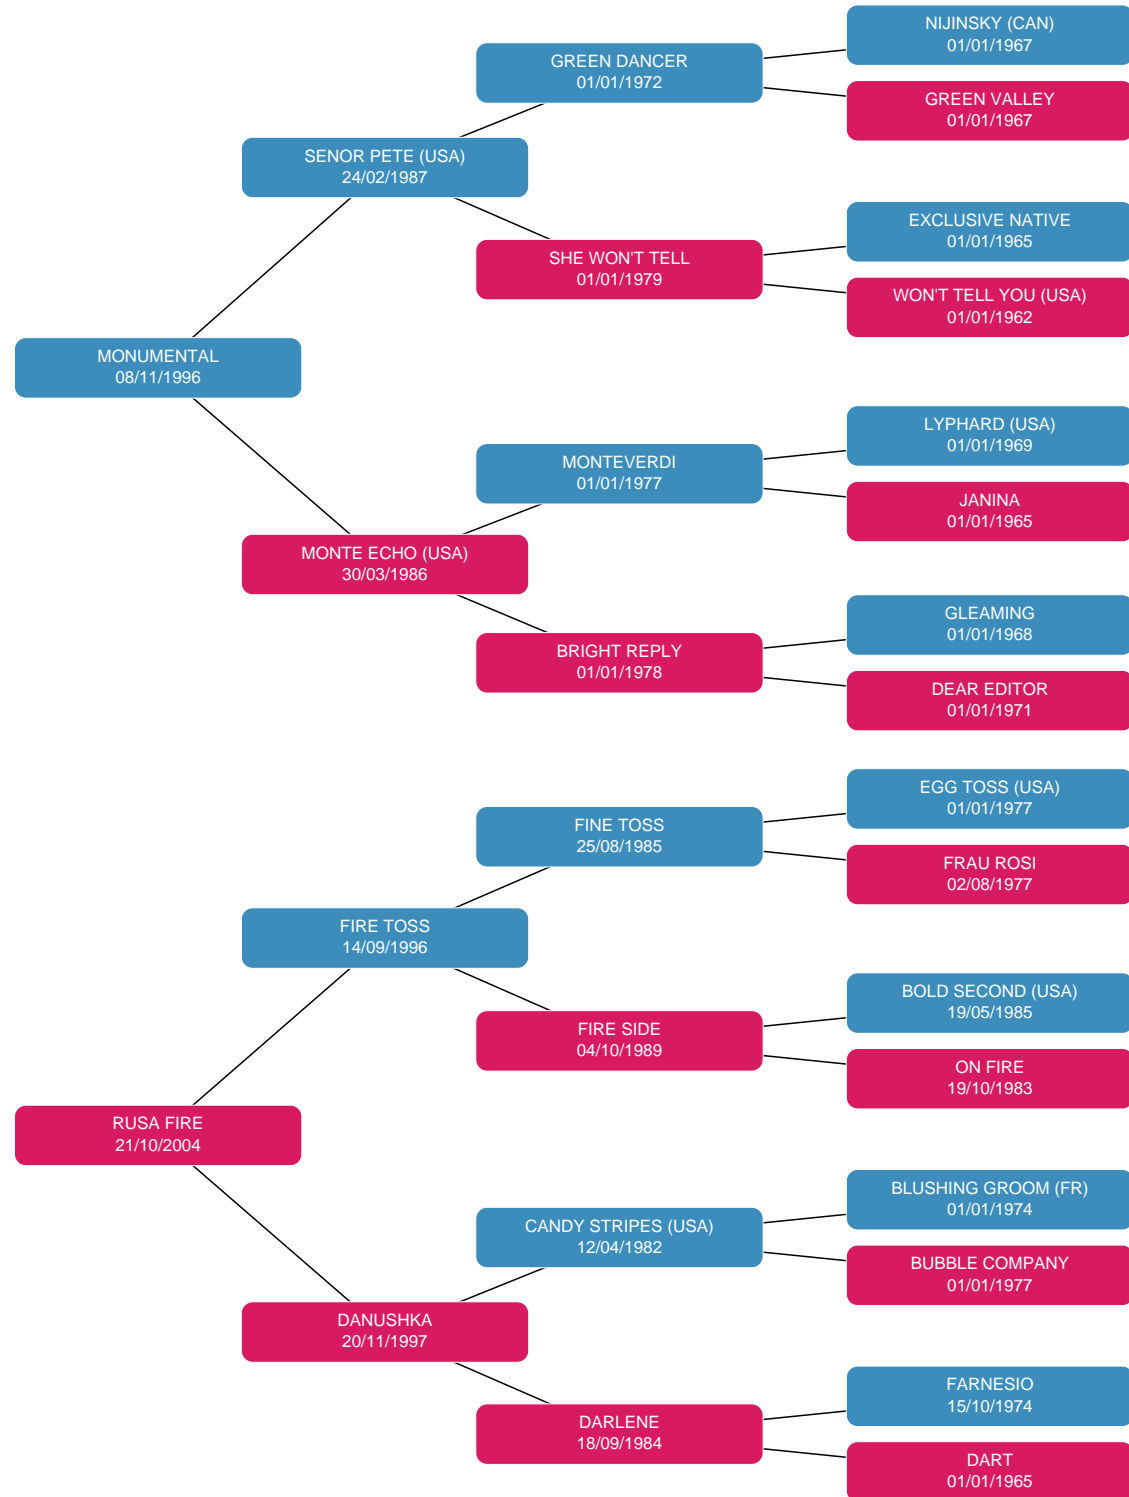 NIJINSKY (CAN)
01/01/1967
GREEN DANCER
01/01/1972
GREEN VALLEY
01/01/1967
SENOR PETE (USA)
24/02/1987
EXCLUSIVE NATIVE
01/01/1965
SHE WON'T TELL
01/01/1979
WON'T TELL YOU (USA)
01/01/1962
MONUMENTAL
08/11/1996
LYPHARD (USA)
01/01/1969
MONTEVERDI
01/01/1977
JANINA
01/01/1965
MONTE ECHO (USA)
30/03/1986
GLEAMING
01/01/1968
BRIGHT REPLY
01/01/1978
DEAR EDITOR
01/01/1971
EGG TOSS (USA)
01/01/1977
FINE TOSS
25/08/1985
FRAU ROSI
02/08/1977
FIRE TOSS
14/09/1996
BOLD SECOND (USA)
19/05/1985
FIRE SIDE
04/10/1989
ON FIRE
19/10/1983
RUSA FIRE
21/10/2004
BLUSHING GROOM (FR)
01/01/1974
CANDY STRIPES (USA)
12/04/1982
BUBBLE COMPANY
01/01/1977
DANUSHKA
20/11/1997
FARNESIO
15/10/1974
DARLENE
18/09/1984
DART
01/01/1965